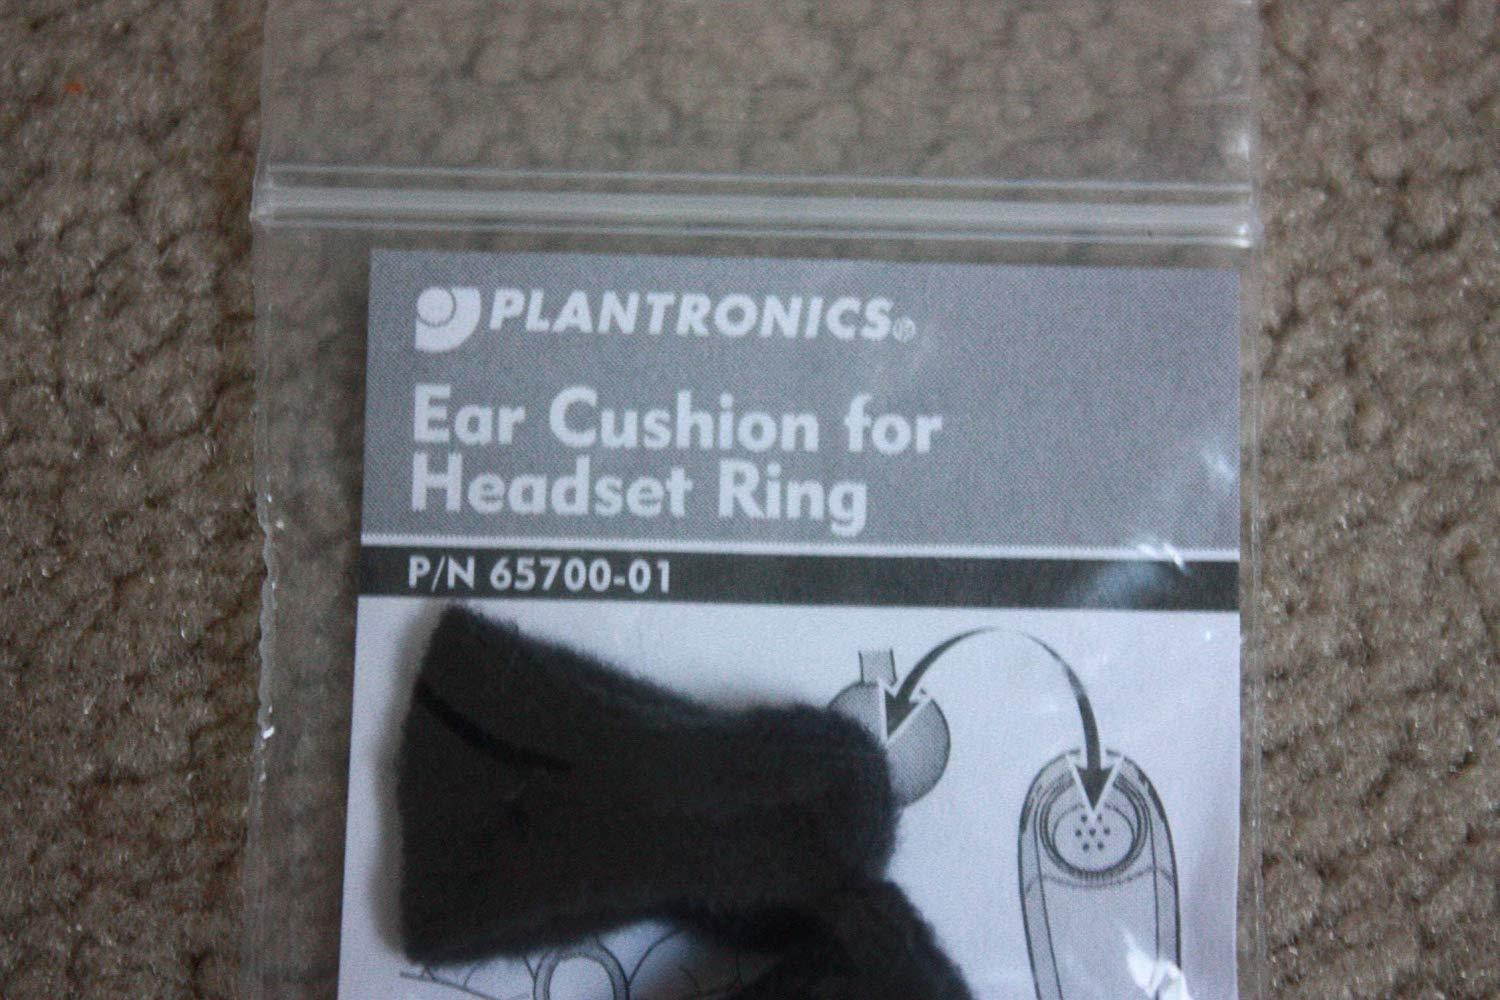 PLANTRONICS®
Ear Cushion for
Headset Ring
P/N 65700-01